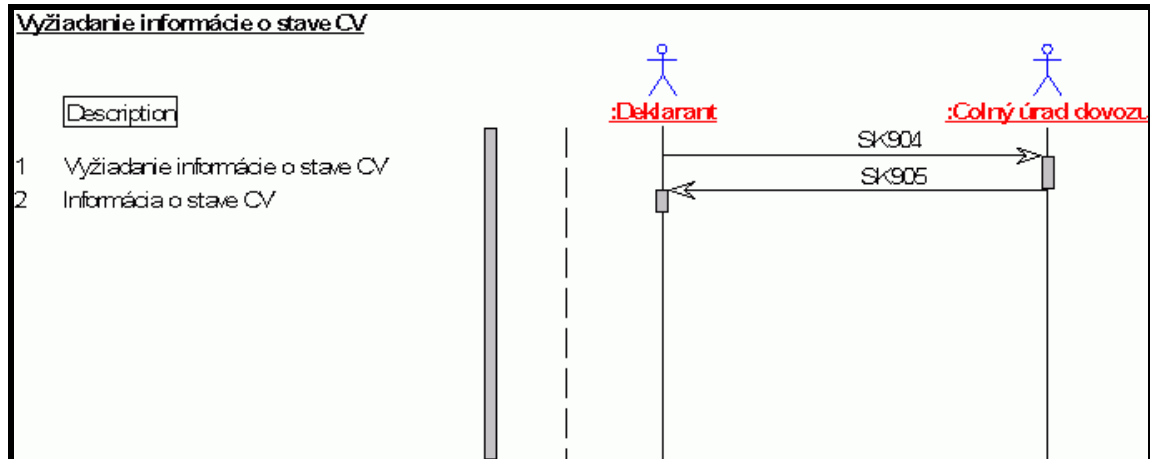 Vyžiadanie informácie o stave CV
Description
:Deklarant
:Colný úrad dovozu
1 Vyžiadanie informácie o stave CV
SK904
2 Informácia o stave CV
SK905